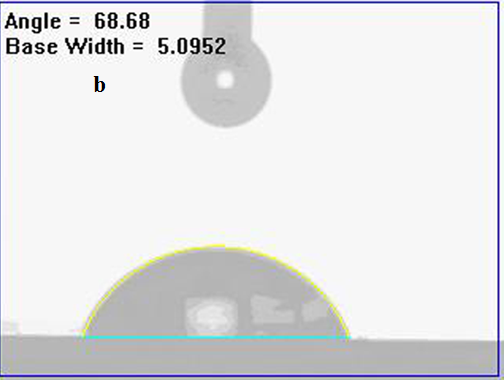 Angle = 68.68
Base Width = 5.0952
b